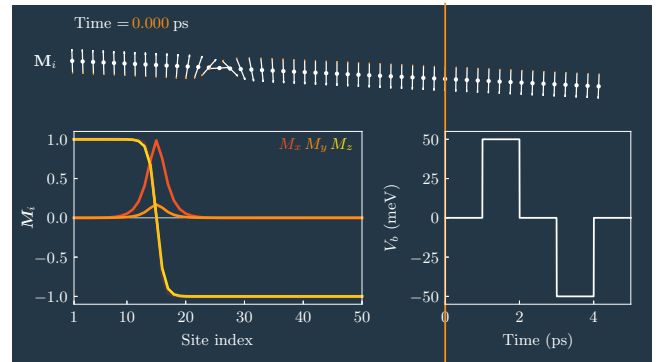 Time = 0.000 ps
M_i
M_x M_y M_z
1.0
0.5
0.0
−0.5
−1.0
M_i
1 10 20 30 40 50
Site index
50
25
0
−25
−50
V_b (meV)
0 2 4
Time (ps)